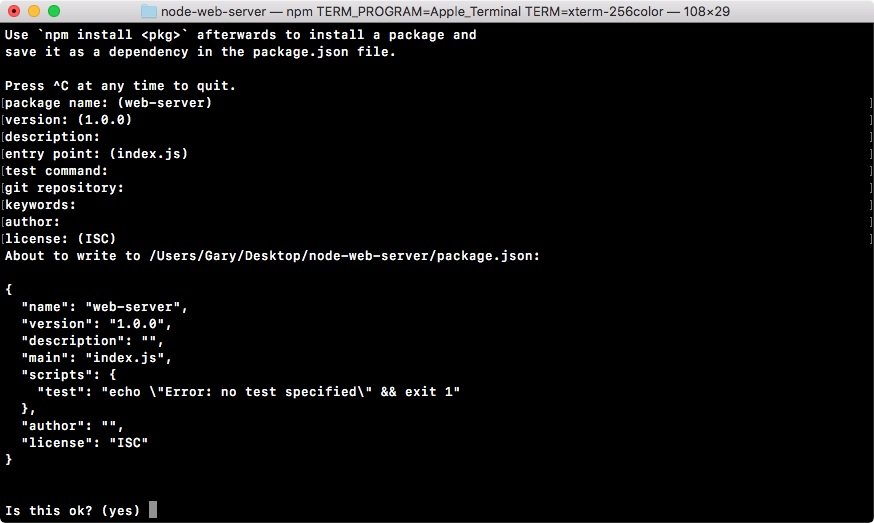 node-web-server — npm TERM_PROGRAM=Apple_Terminal TERM=xterm-256color — 108×29
Use `npm install <pkg>` afterwards to install a package and
save it as a dependency in the package.json file.

Press ^C at any time to quit.
[package name: (web-server) ]
[version: (1.0.0) ]
[description: ]
[entry point: (index.js) ]
[test command: ]
[git repository: ]
[keywords: ]
[author: ]
[license: (ISC) ]
About to write to /Users/Gary/Desktop/node-web-server/package.json:

{
  "name": "web-server",
  "version": "1.0.0",
  "description": "",
  "main": "index.js",
  "scripts": {
    "test": "echo \"Error: no test specified\" && exit 1"
  },
  "author": "",
  "license": "ISC"
}

Is this ok? (yes)